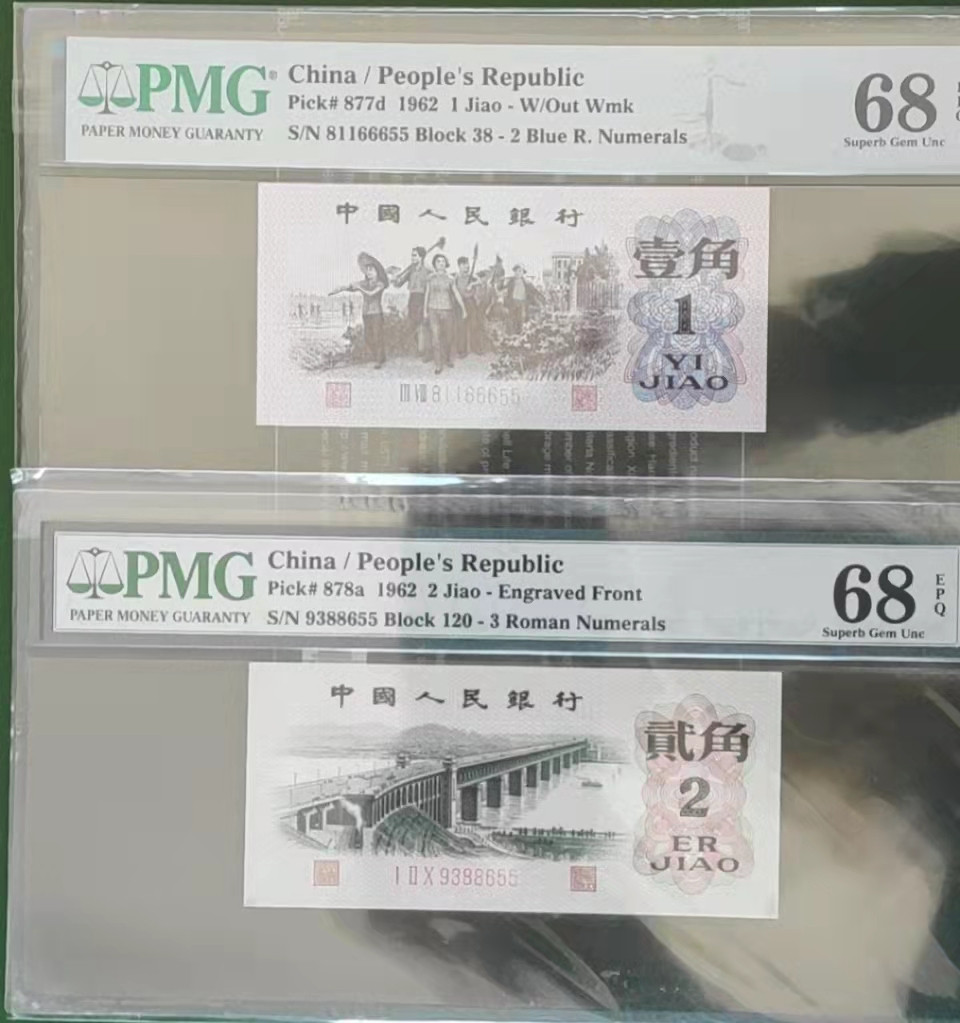 PMG®
PAPER MONEY GUARANTY
China / People's Republic
Pick# 877d 1962 1 Jiao - W/Out Wmk
S/N 81166655 Block 38 - 2 Blue R. Numerals
68
Superb Gem Unc
中國人民銀行
壹角
1
YI
JIAO
III VIII 81166655
PMG
PAPER MONEY GUARANTY
China / People's Republic
Pick# 878a 1962 2 Jiao - Engraved Front
S/N 9388655 Block 120 - 3 Roman Numerals
68
EPQ
Superb Gem Unc
中國人民銀行
貳角
2
ER
JIAO
I II X 9388655